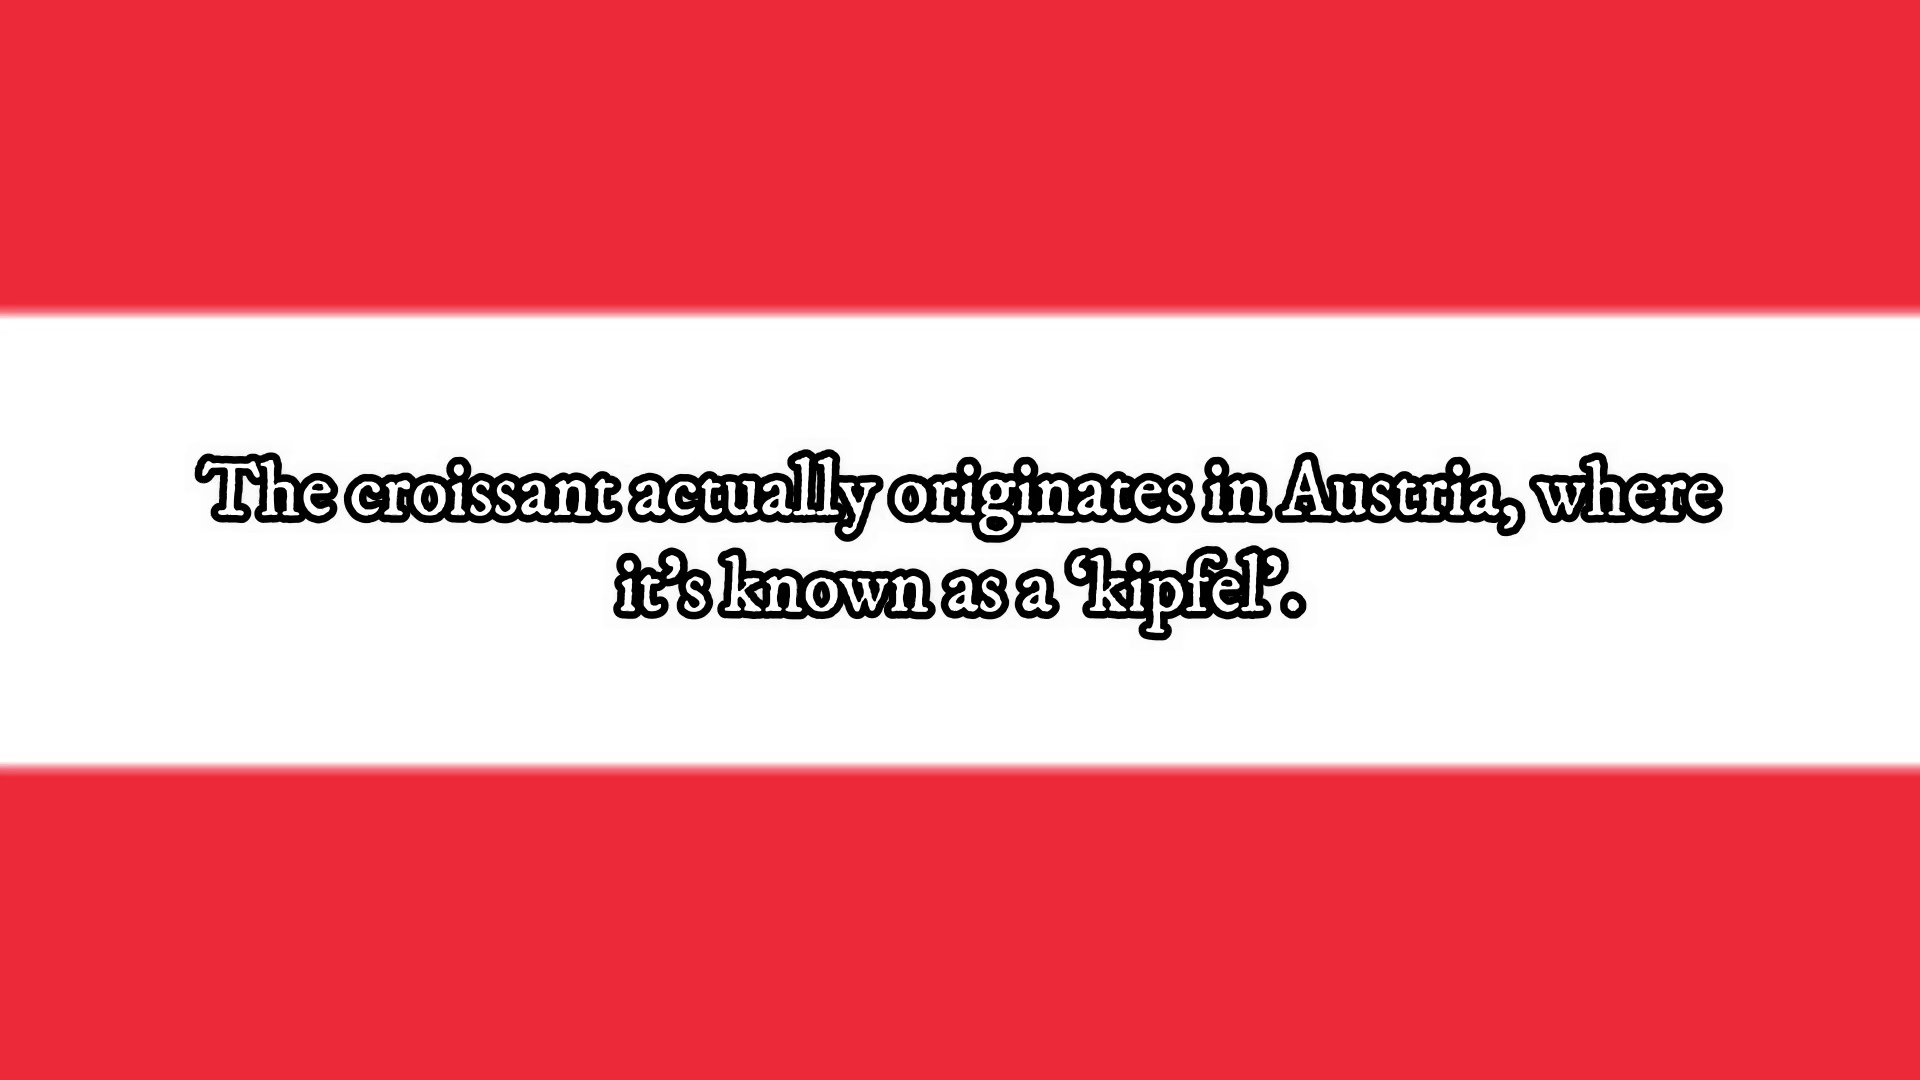 The croissant actually originates in Austria, where
it’s known as a ‘kipfel’.